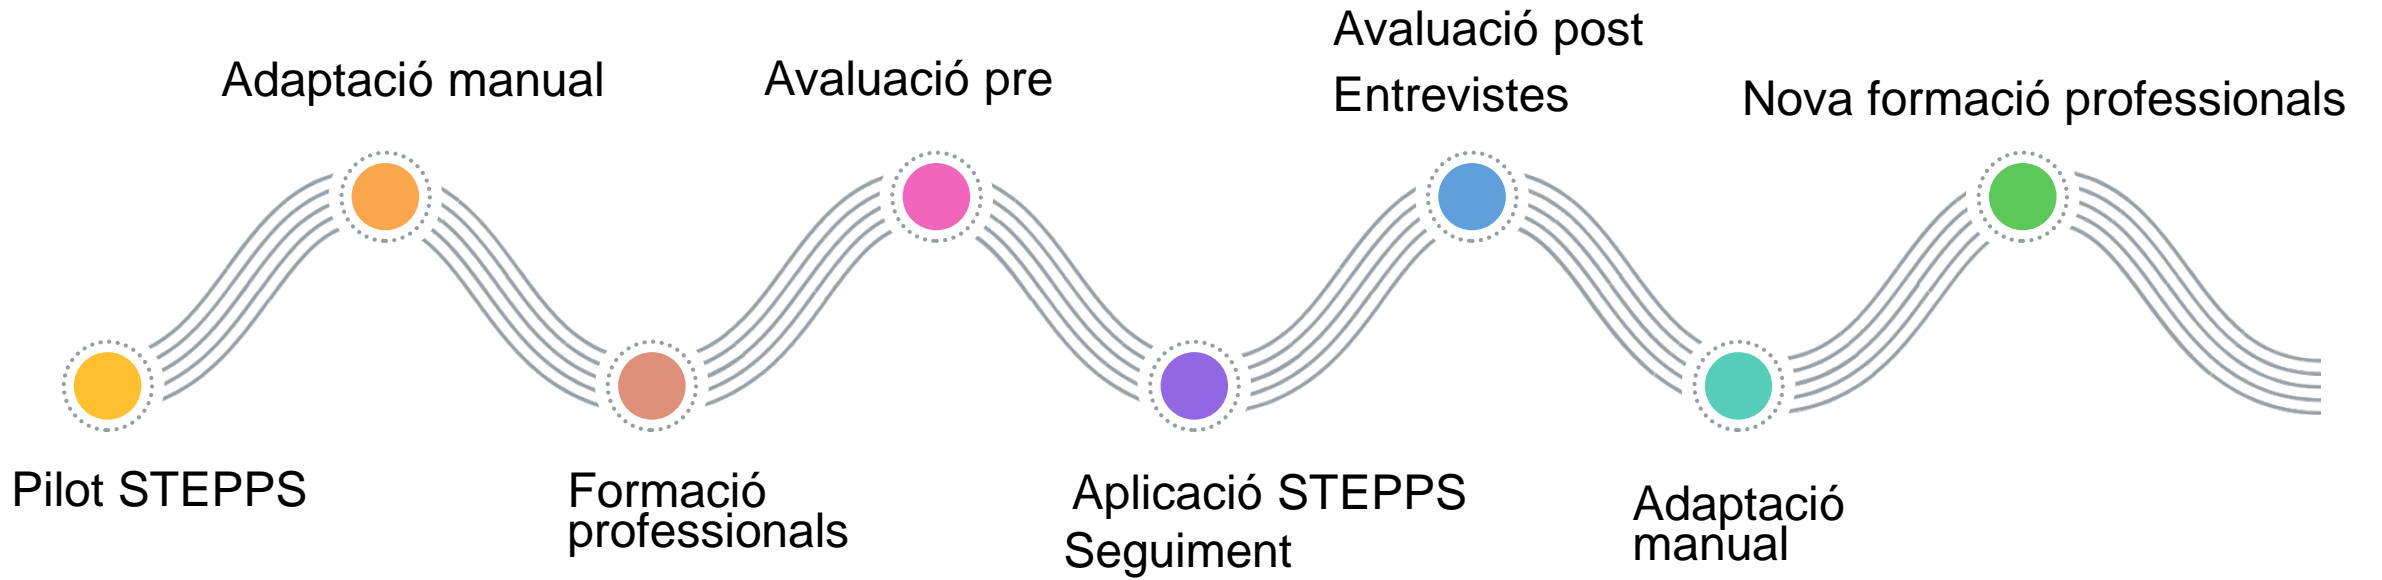 Pilot STEPPS
Adaptació manual
Formació
professionals
Avaluació pre
Aplicació STEPPS
Seguiment
Avaluació post
Entrevistes
Adaptació
manual
Nova formació professionals